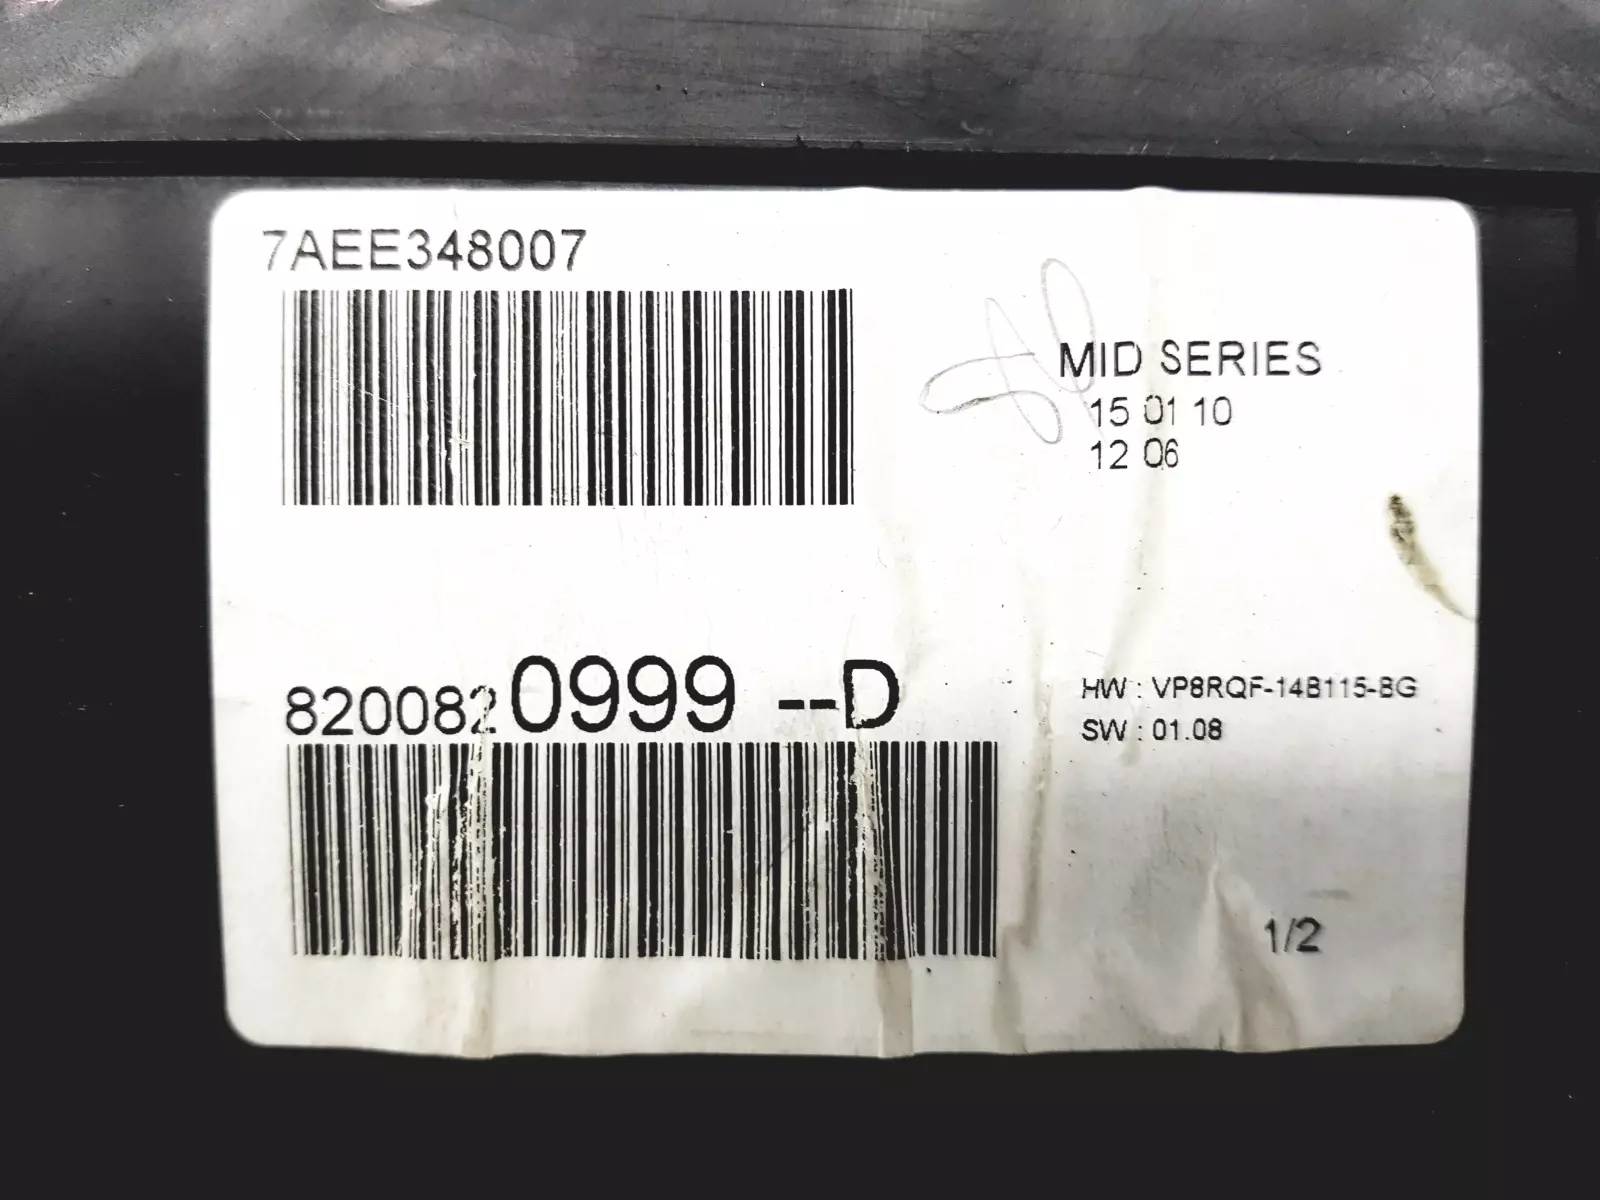 7AEE348007
MID SERIES
15 01 10
12 06
8200820999 --D
HW : VP8RQF-14B115-BG
SW : 01.08
1/2